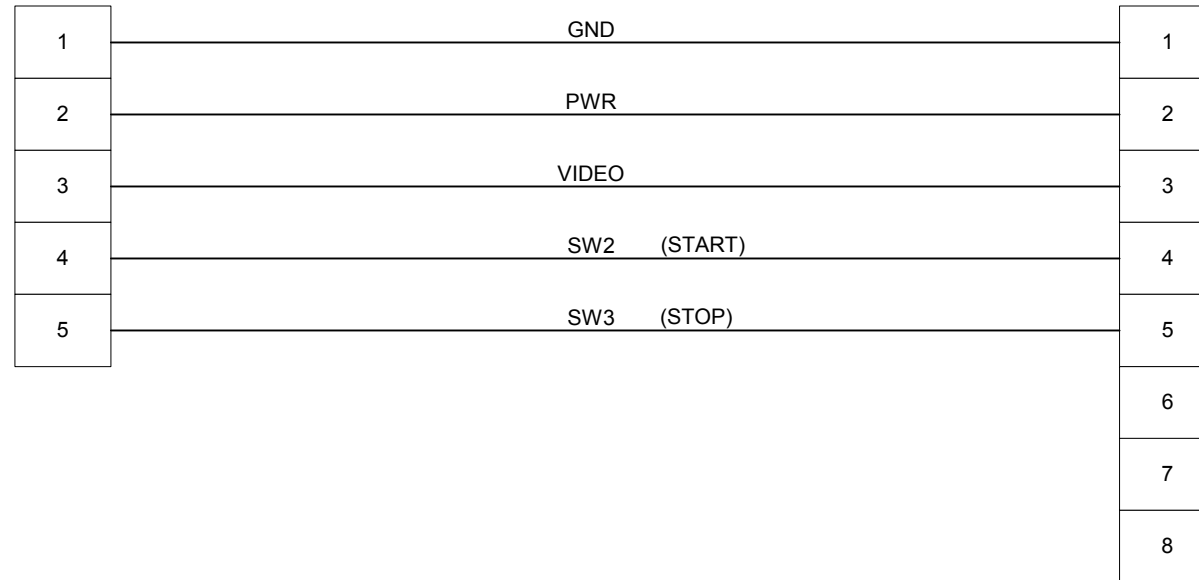 1 GND 1
2 PWR 2
3 VIDEO 3
4 SW2 (START) 4
5 SW3 (STOP) 5
6
7
8